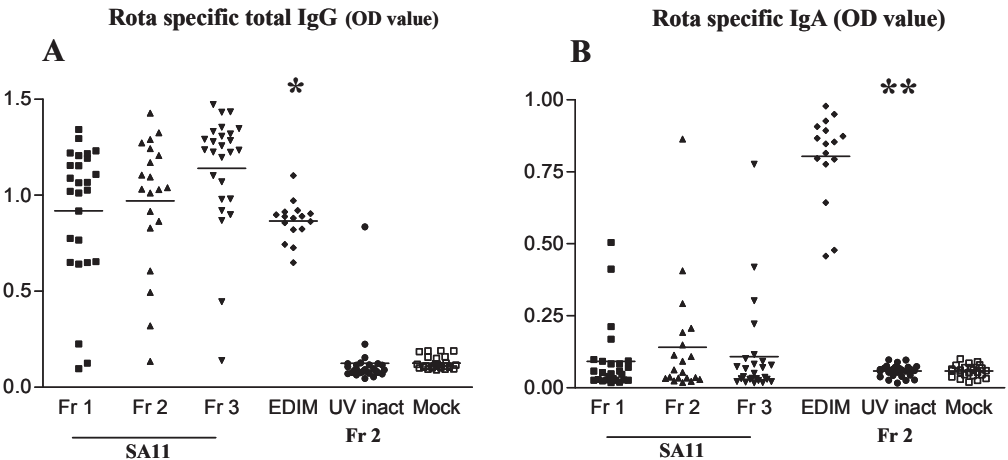 Rota specific total IgG (OD value)
A
*
1.5
1.0
0.5
0.0
Fr 1 Fr 2 Fr 3 EDIM UV inact Mock
Fr 2
SA11
Rota specific IgA (OD value)
B
**
1.00
0.75
0.50
0.25
0.00
Fr 1 Fr 2 Fr 3 EDIM UV inact Mock
Fr 2
SA11